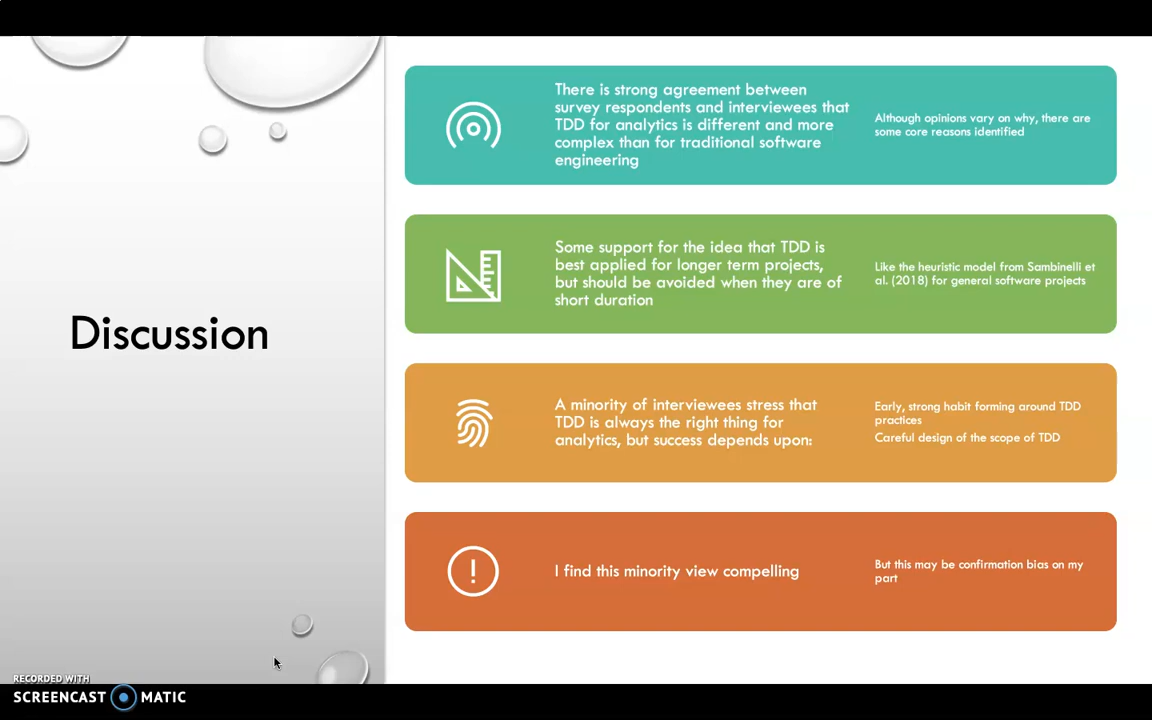 Discussion
There is strong agreement between
survey respondents and interviewees that
TDD for analytics is different and more
complex than for traditional software
engineering
Although opinions vary on why, there are
some core reasons identified
Some support for the idea that TDD is
best applied for longer term projects,
but should be avoided when they are of
short duration
Like the heuristic model from Sambinelli et
al. (2018) for general software projects
A minority of interviewees stress that
TDD is always the right thing for
analytics, but success depends upon:
Early, strong habit forming around TDD
practices
Careful design of the scope of TDD
I find this minority view compelling
But this may be confirmation bias on my
part
RECORDED WITH
SCREENCAST MATIC